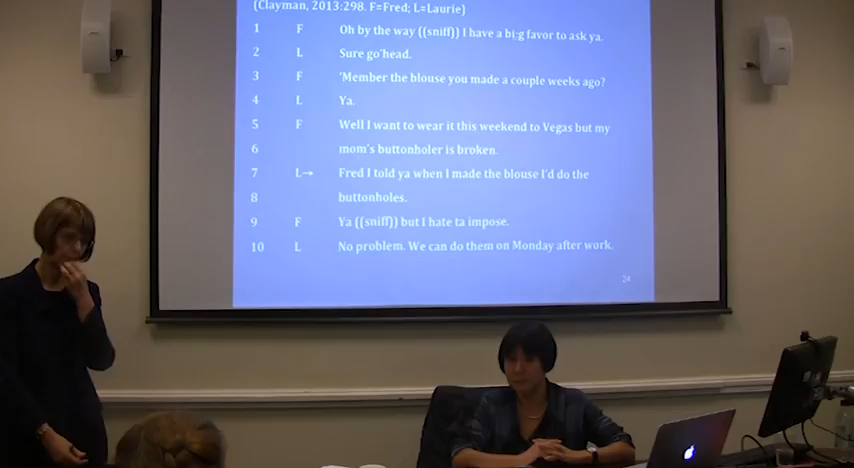 (Clayman, 2013:298. F=Fred; L=Laurie)
1 F Oh by the way ((sniff)) I have a bi:g favor to ask ya.
2 L Sure go'head.
3 F 'Member the blouse you made a couple weeks ago?
4 L Ya.
5 F Well I want to wear it this weekend to Vegas but my
6 mom's buttonholer is broken.
7 L→ Fred I told ya when I made the blouse I'd do the
8 buttonholes.
9 F Ya ((sniff)) but I hate ta impose.
10 L No problem. We can do them on Monday after work.
24